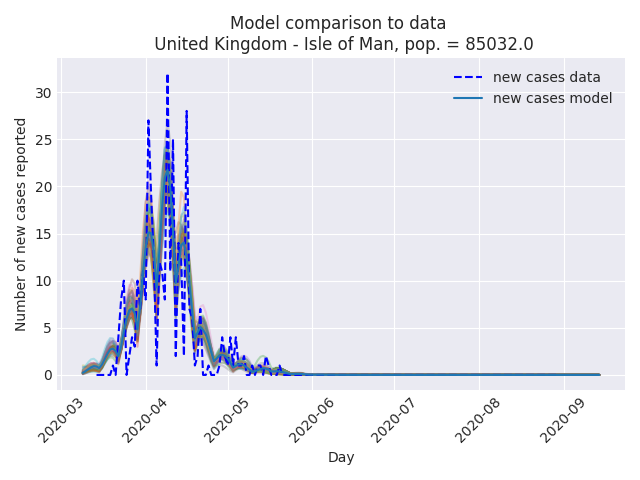 Model comparison to data
United Kingdom - Isle of Man, pop. = 85032.0
new cases data
new cases model
Number of new cases reported
30
25
20
15
10
5
0
2020-03
2020-04
2020-05
2020-06
2020-07
2020-08
2020-09
Day